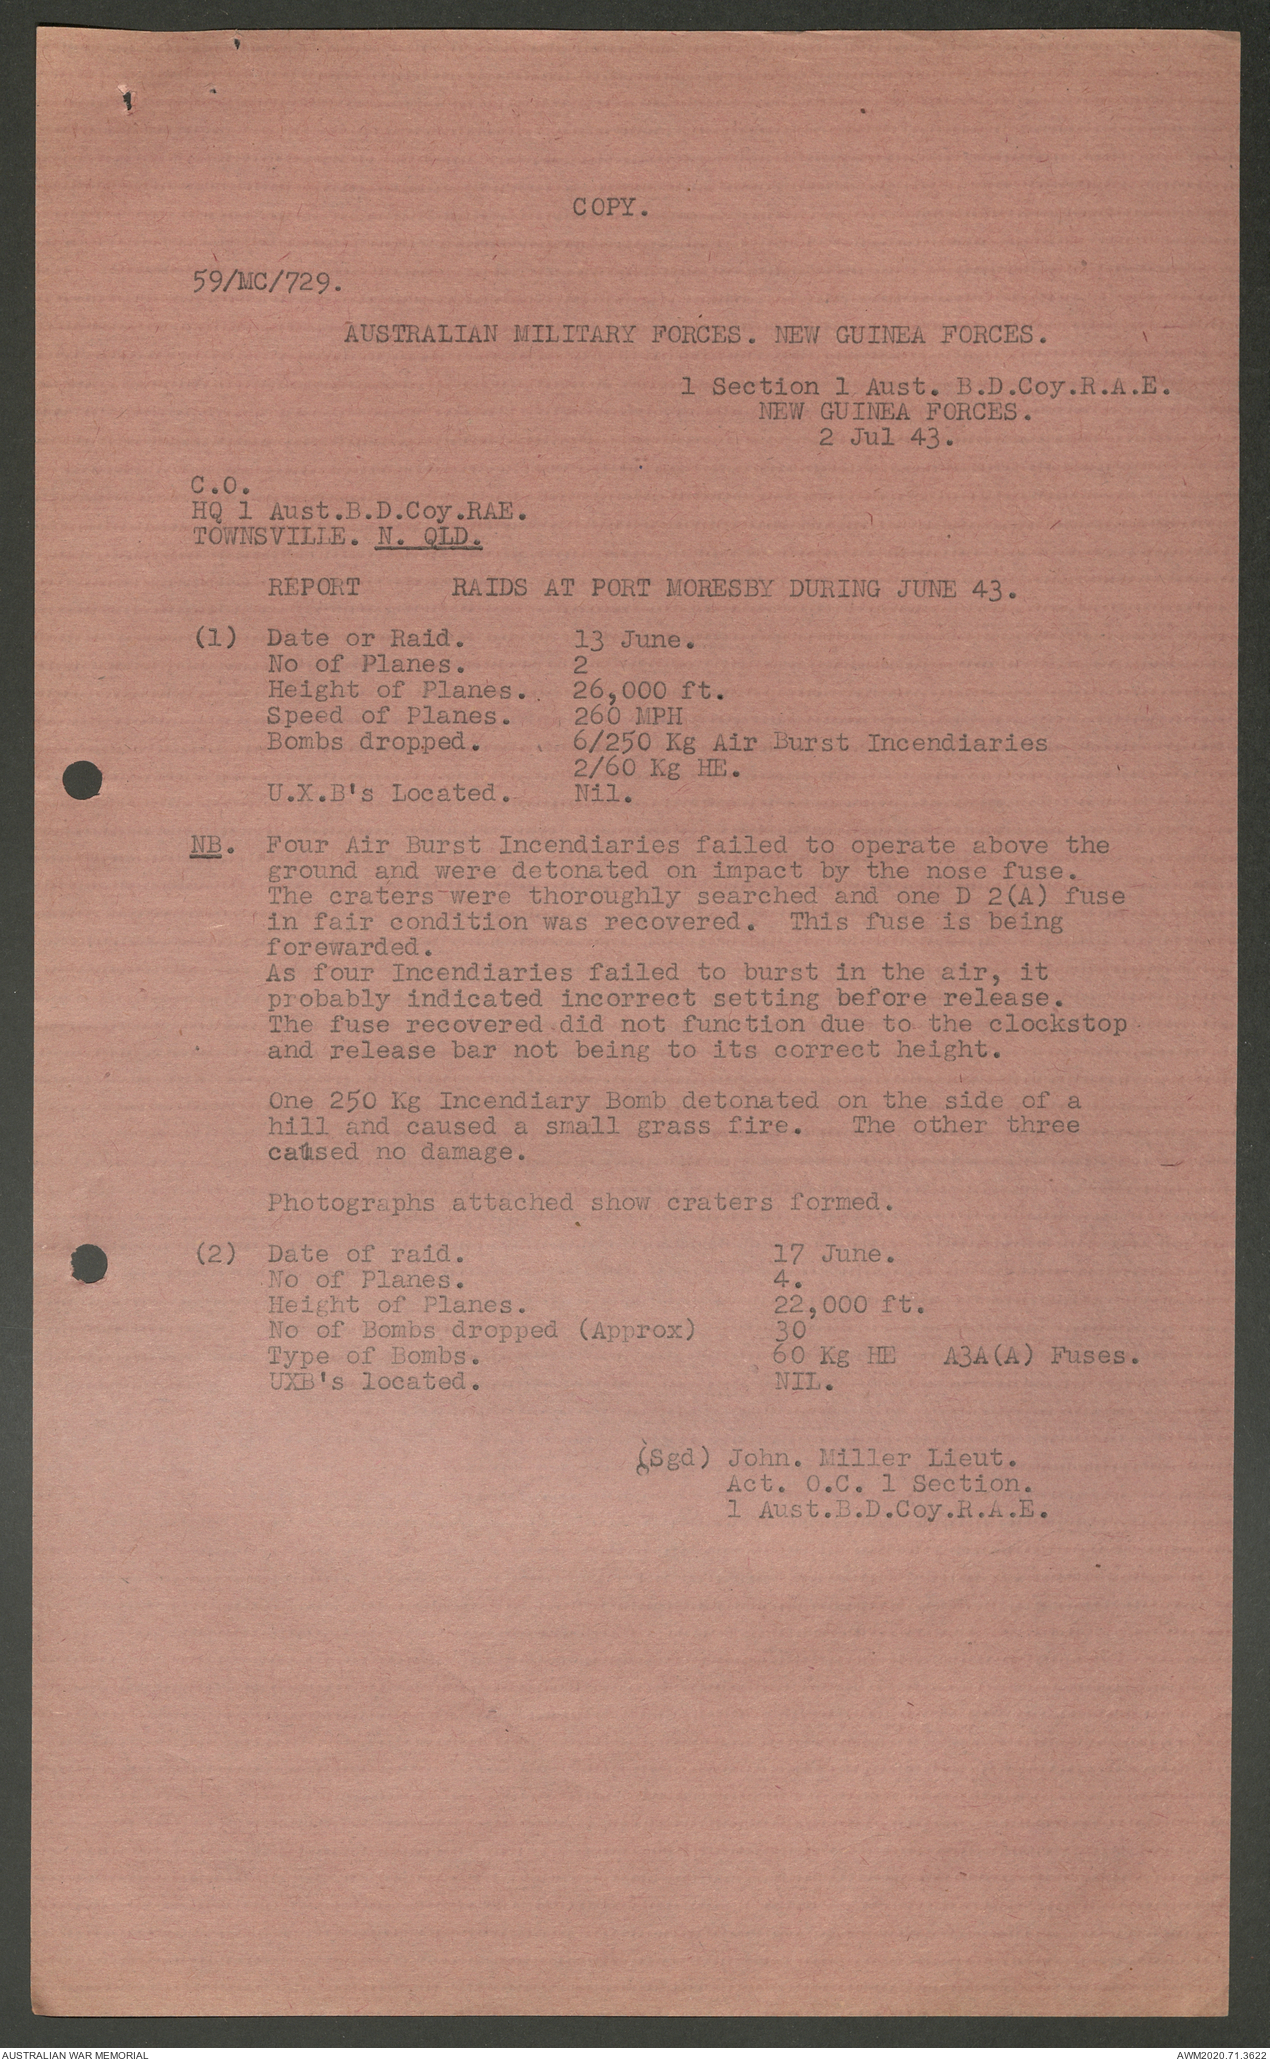 COPY.
59/MC/729.
AUSTRALIAN MILITARY FORCES. NEW GUINEA FORCES.
1 Section 1 Aust. B.D.Coy.R.A.E.
NEW GUINEA FORCES.
2 Jul 43.
C.O.
HQ 1 Aust.B.D.Coy.RAE.
TOWNSVILLE. N. QLD.
REPORT RAIDS AT PORT MORESBY DURING JUNE 43.
(1) Date or Raid. 13 June.
No of Planes. 2
Height of Planes. 26,000 ft.
Speed of Planes. 260 MPH
Bombs dropped. 6/250 Kg Air Burst Incendiaries
2/60 Kg HE.
U.X.B's Located. Nil.
NB. Four Air Burst Incendiaries failed to operate above the
ground and were detonated on impact by the nose fuse.
The craters were thoroughly searched and one D 2(A) fuse
in fair condition was recovered. This fuse is being
forewarded.
As four Incendiaries failed to burst in the air, it
probably indicated incorrect setting before release.
The fuse recovered did not function due to the clockstop
and release bar not being to its correct height.
One 250 Kg Incendiary Bomb detonated on the side of a
hill and caused a small grass fire. The other three
caused no damage.
Photographs attached show craters formed.
(2) Date of raid. 17 June.
No of Planes. 4.
Height of Planes. 22,000 ft.
No of Bombs dropped (Approx) 30
Type of Bombs. 60 Kg HE A3A(A) Fuses.
UXB's located. NIL.
(Sgd) John. Miller Lieut.
Act. O.C. 1 Section.
1 Aust.B.D.Coy.R.A.E.
AUSTRALIAN WAR MEMORIAL AWM2020.71.3622